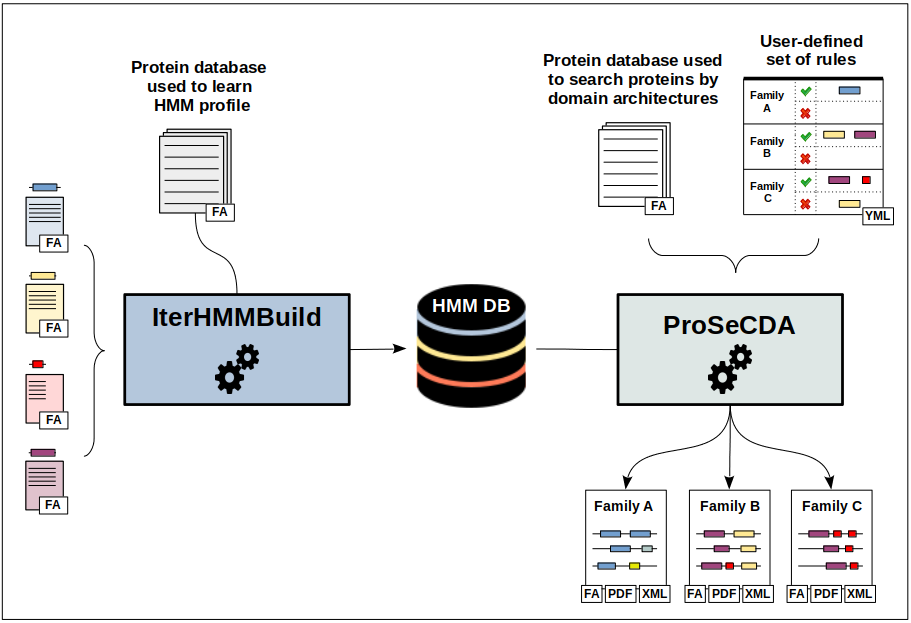 Protein database
used to learn
HMM profile
FA
Protein database used
to search proteins by
domain architectures
FA
User-defined
set of rules
Family
A
Family
B
Family
C
YML
FA
FA
FA
FA
IterHMMBuild
HMM DB
ProSeCDA
Family A
FA PDF XML
Family B
FA PDF XML
Family C
FA PDF XML